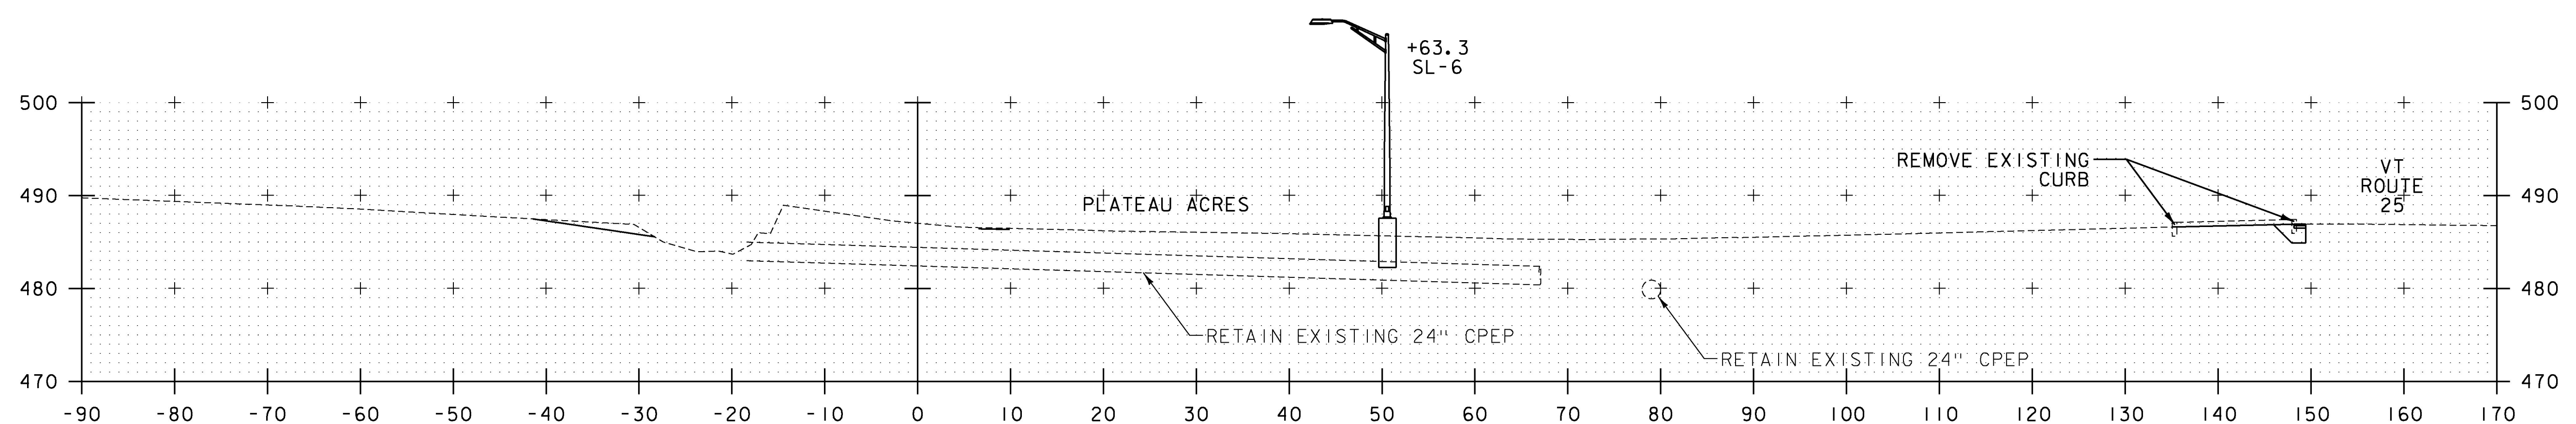 +63.3
SL-6
500
500
REMOVE EXISTING
CURB
VT
ROUTE
25
490
PLATEAU ACRES
490
480
480
RETAIN EXISTING 24" CPEP
RETAIN EXISTING 24" CPEP
470
470
-90 -80 -70 -60 -50 -40 -30 -20 -10 0 10 20 30 40 50 60 70 80 90 100 110 120 130 140 150 160 170